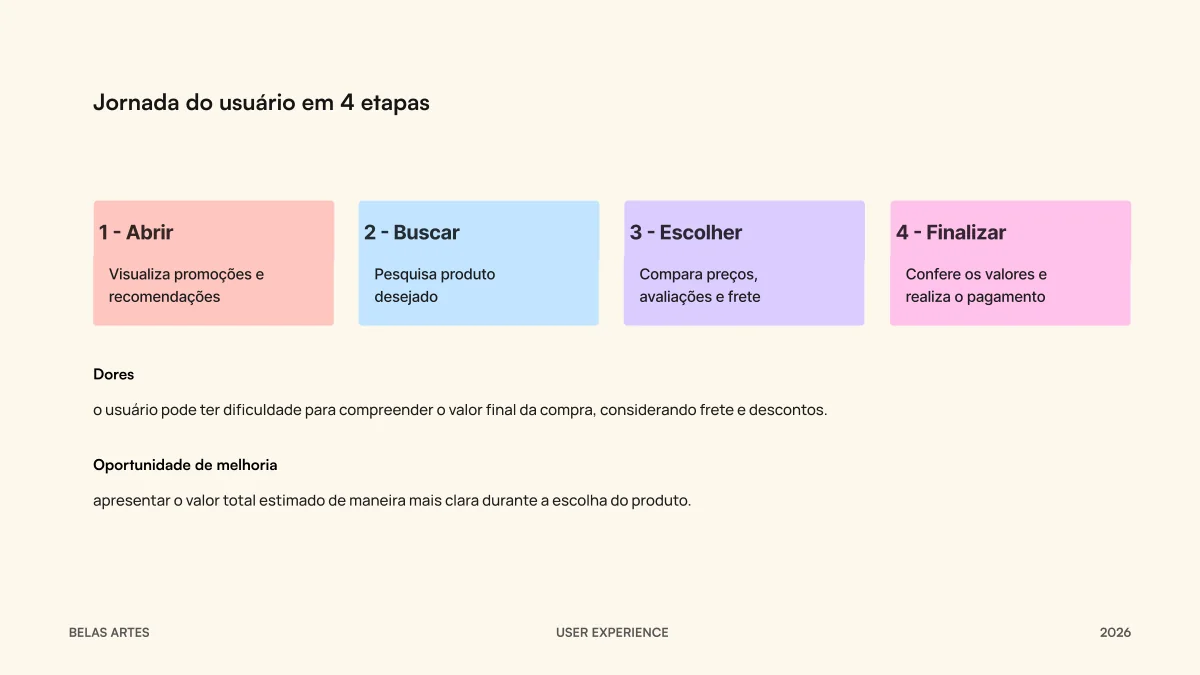 Jornada do usuário em 4 etapas
1 - Abrir
Visualiza promoções e
recomendações
2 - Buscar
Pesquisa produto
desejado
3 - Escolher
Compara preços,
avaliações e frete
4 - Finalizar
Confere os valores e
realiza o pagamento
Dores
o usuário pode ter dificuldade para compreender o valor final da compra, considerando frete e descontos.
Oportunidade de melhoria
apresentar o valor total estimado de maneira mais clara durante a escolha do produto.
BELAS ARTES
USER EXPERIENCE
2026